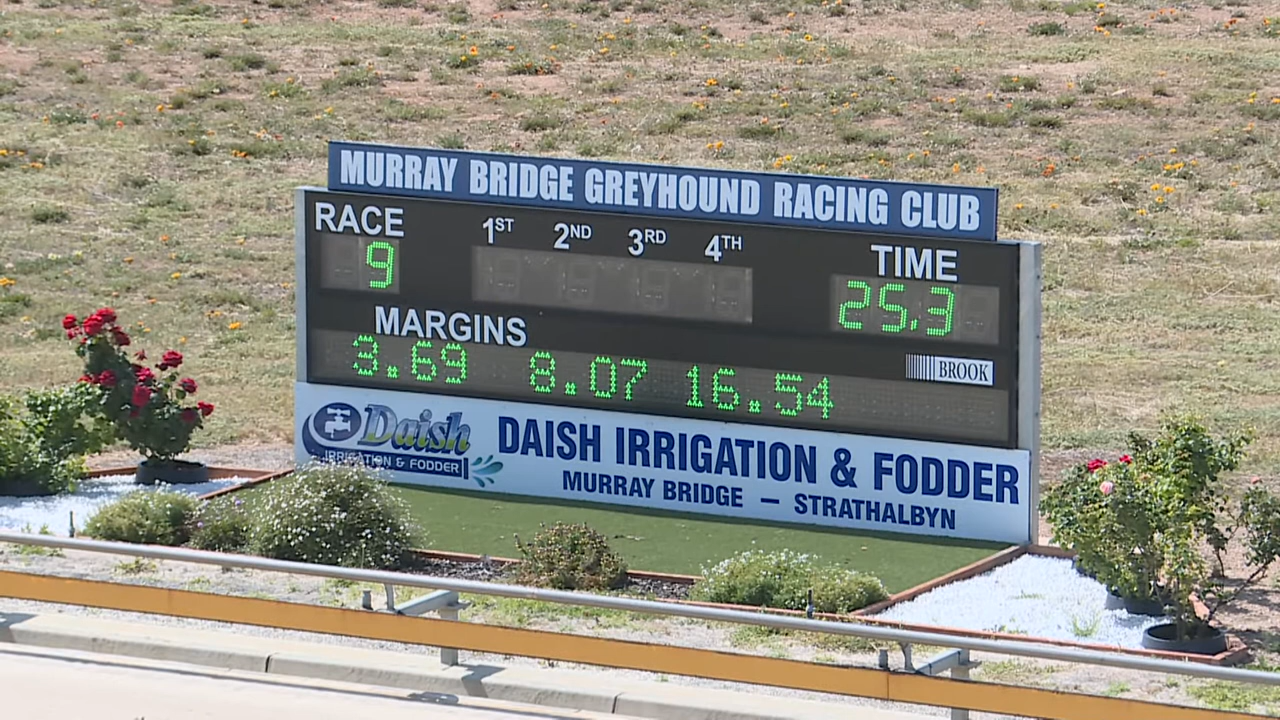 MURRAY BRIDGE GREYHOUND RACING CLUB
RACE 1ST 2ND 3RD 4TH TIME
9 25.3
MARGINS
3.69 8.07 16.54
BROOK
Daish
IRRIGATION & FODDER
DAISH IRRIGATION & FODDER
MURRAY BRIDGE – STRATHALBYN